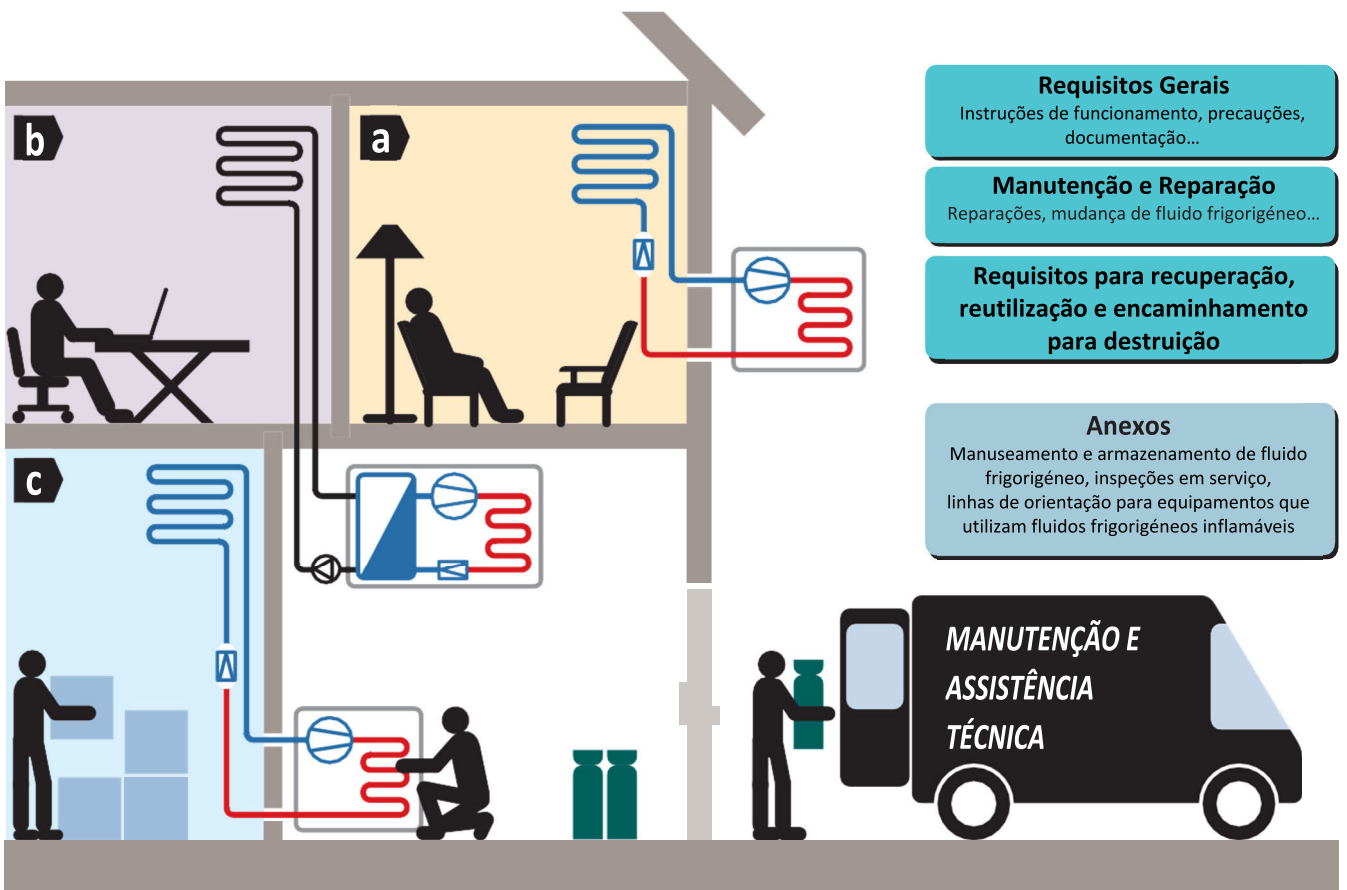 b
a
c
Requisitos Gerais
Instruções de funcionamento, precauções,
documentação...
Manutenção e Reparação
Reparações, mudança de fluido frigorigéneo...
Requisitos para recuperação,
reutilização e encaminhamento
para destruição
Anexos
Manuseamento e armazenamento de fluido
frigorigéneo, inspeções em serviço,
linhas de orientação para equipamentos que
utilizam fluidos frigorigéneos inflamáveis
MANUTENÇÃO E
ASSISTÊNCIA
TÉCNICA